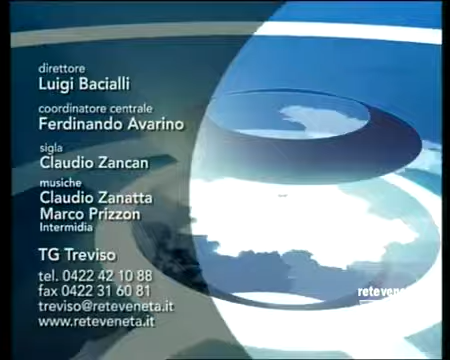 direttore
Luigi Bacialli
coordinatore centrale
Ferdinando Avarino
sigla
Claudio Zancan
musiche
Claudio Zanatta
Marco Prizzon
Intermidia
TG Treviso
tel. 0422 42 10 88
fax 0422 31 60 81
treviso@reteveneta.it
www.reteveneta.it